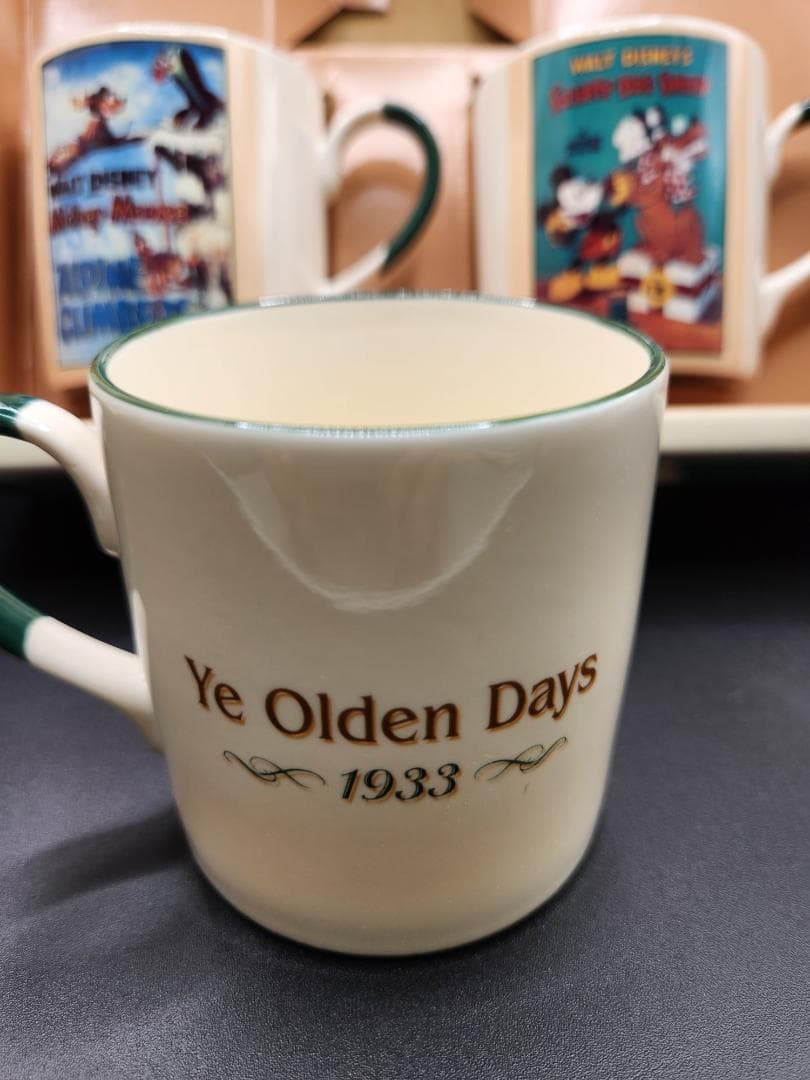 WALT DISNEY
Mickey Mouse
ALPINE
CLIMBERS
WALT DISNEY'S
Ye Olden Days
1933